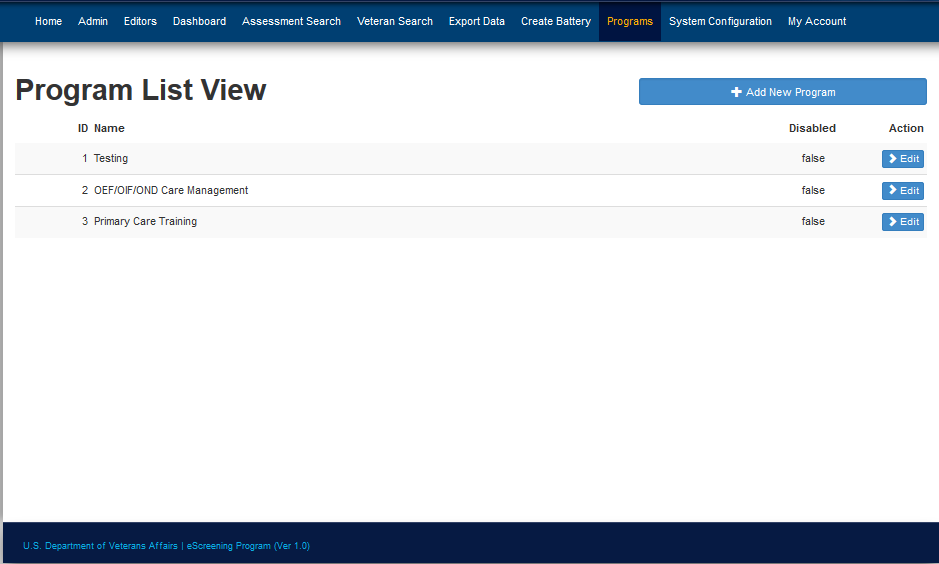 Home Admin Editors Dashboard Assessment Search Veteran Search Export Data Create Battery Programs System Configuration My Account
Program List View
Add New Program
ID Name Disabled Action
1 Testing false Edit
2 OEF/OIF/OND Care Management false Edit
3 Primary Care Training false Edit
U.S. Department of Veterans Affairs | eScreening Program (Ver 1.0)